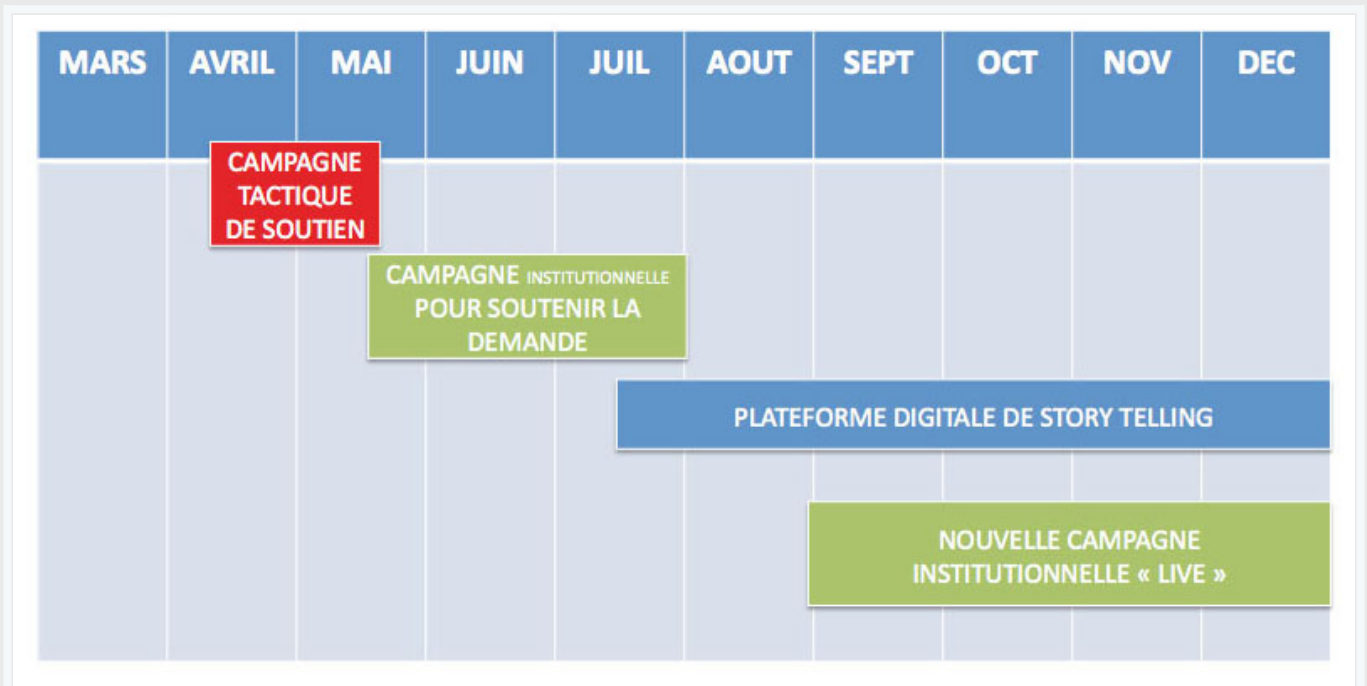 MARS AVRIL MAI JUIN JUIL AOUT SEPT OCT NOV DEC
CAMPAGNE
TACTIQUE
DE SOUTIEN
CAMPAGNE INSTITUTIONNELLE
POUR SOUTENIR LA
DEMANDE
PLATEFORME DIGITALE DE STORY TELLING
NOUVELLE CAMPAGNE
INSTITUTIONNELLE « LIVE »